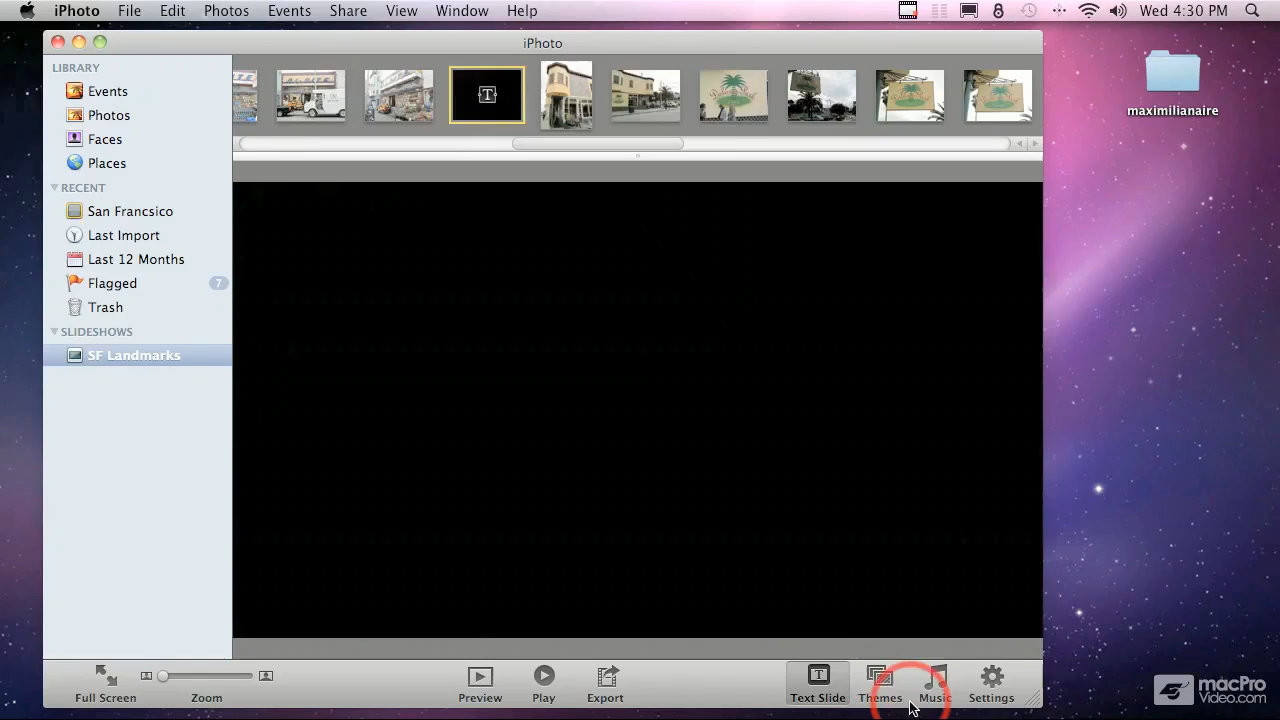 iPhoto File Edit Photos Events Share View Window Help Wed 4:30 PM
iPhoto
LIBRARY
Events
Photos
Faces
Places
RECENT
San Francsico
Last Import
Last 12 Months
Flagged 7
Trash
SLIDESHOWS
SF Landmarks
T
maximilianaire
Full Screen Zoom Preview Play Export Text Slide Themes Music Settings
macPro
Video.com